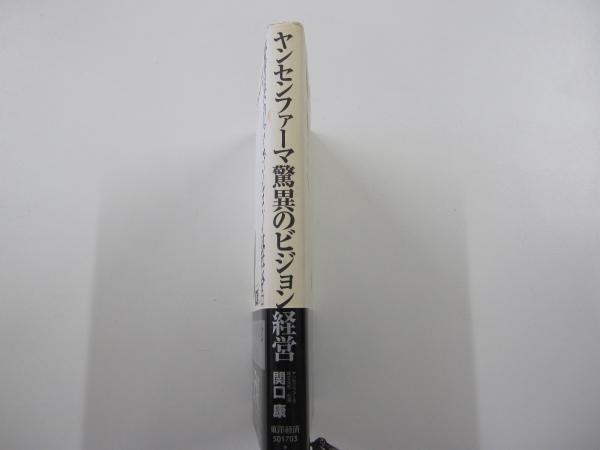 ヤンセンファーマ驚異のビジョン経営
関口 康
東洋経済
501703